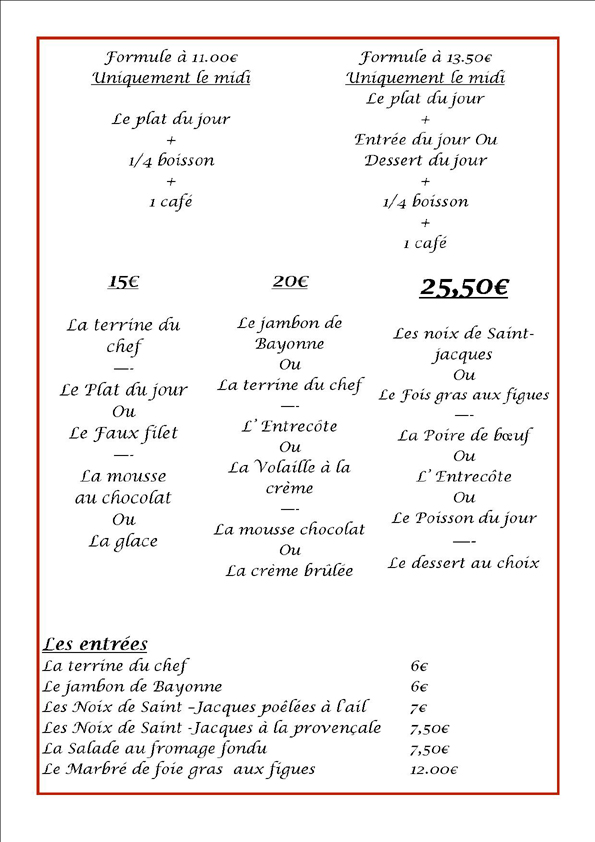 Formule à 11.00€
Uniquement le midi
Le plat du jour
+
1/4 boisson
+
1 café
Formule à 13.50€
Uniquement le midi
Le plat du jour
+
Entrée du jour Ou
Dessert du jour
+
1/4 boisson
+
1 café
15€
La terrine du
chef
—-
Le Plat du jour
Ou
Le Faux filet
—-
La mousse
au chocolat
Ou
La glace
20€
Le jambon de
Bayonne
Ou
La terrine du chef
—-
L' Entrecôte
Ou
La Volaille à la
crème
—-
La mousse chocolat
Ou
La crème brûlée
25,50€
Les noix de Saint-
jacques
Ou
Le Fois gras aux figues
—-
La Poire de bœuf
Ou
L' Entrecôte
Ou
Le Poisson du jour
—-
Le dessert au choix
Les entrées
La terrine du chef 6€
Le jambon de Bayonne 6€
Les Noix de Saint –Jacques poêlées à l'ail 7€
Les Noix de Saint -Jacques à la provençale 7,50€
La Salade au fromage fondu 7,50€
Le Marbré de foie gras aux figues 12.00€